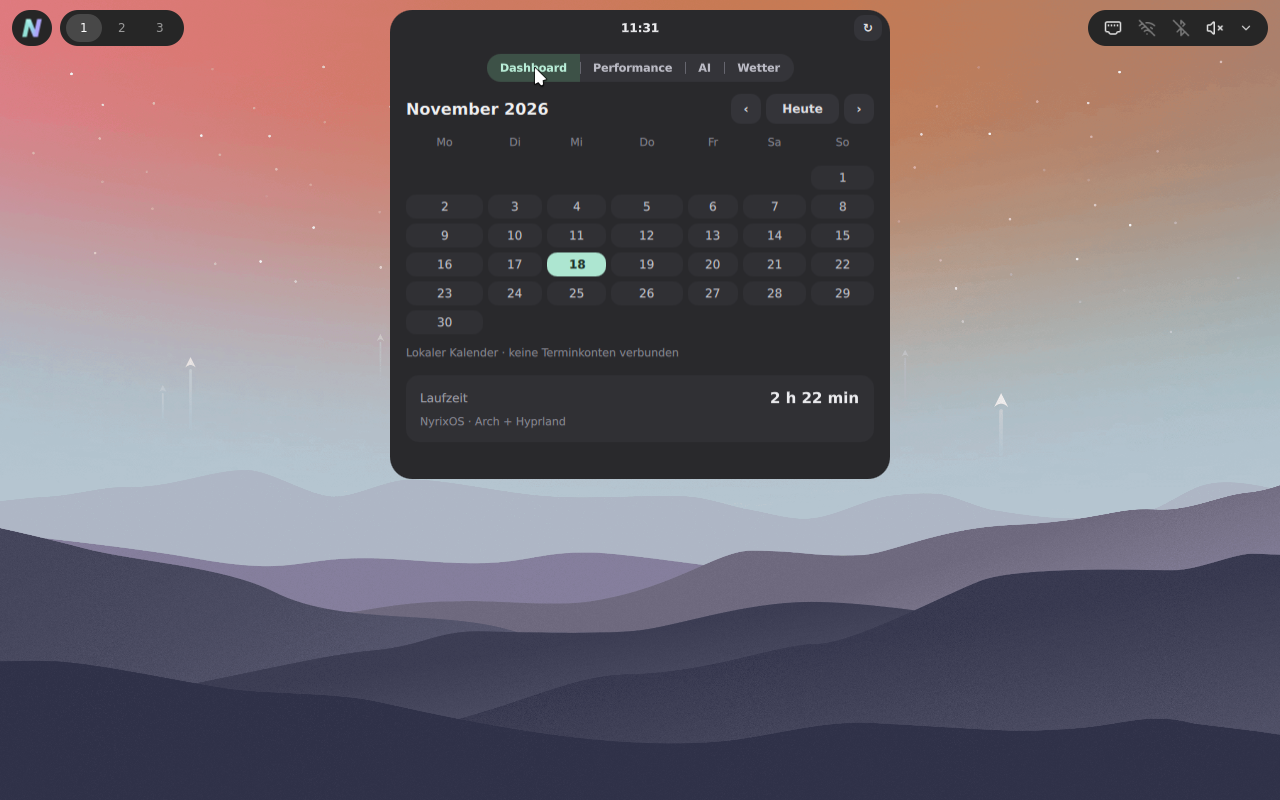 N
1 2 3
11:31
Dashboard Performance AI Wetter
November 2026
‹ Heute ›
Mo Di Mi Do Fr Sa So
1
2 3 4 5 6 7 8
9 10 11 12 13 14 15
16 17 18 19 20 21 22
23 24 25 26 27 28 29
30
Lokaler Kalender · keine Terminkonten verbunden
Laufzeit 2 h 22 min
NyrixOS · Arch + Hyprland